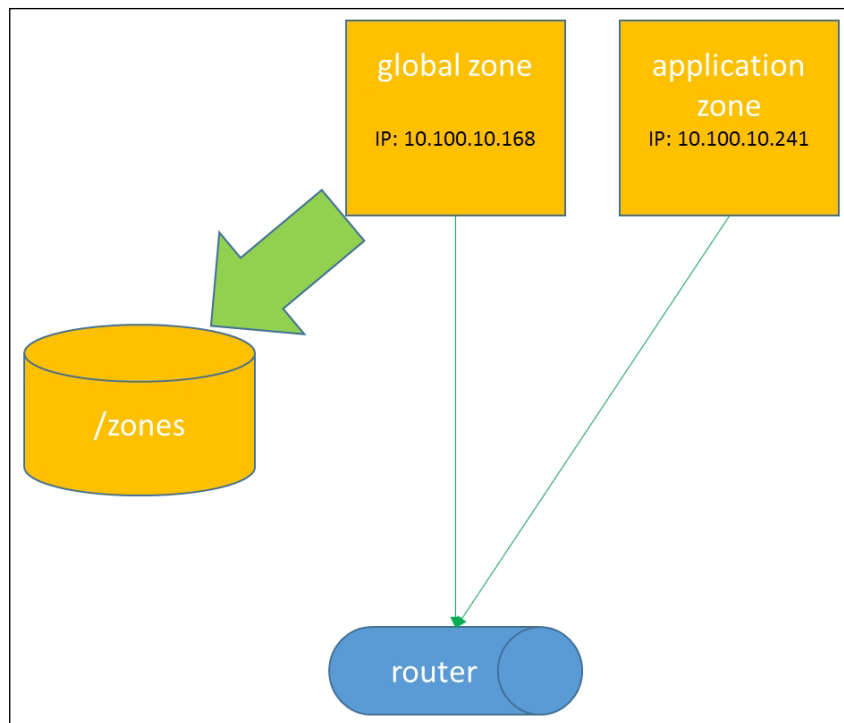 global zone
IP: 10.100.10.168
application
zone
IP: 10.100.10.241
/zones
router